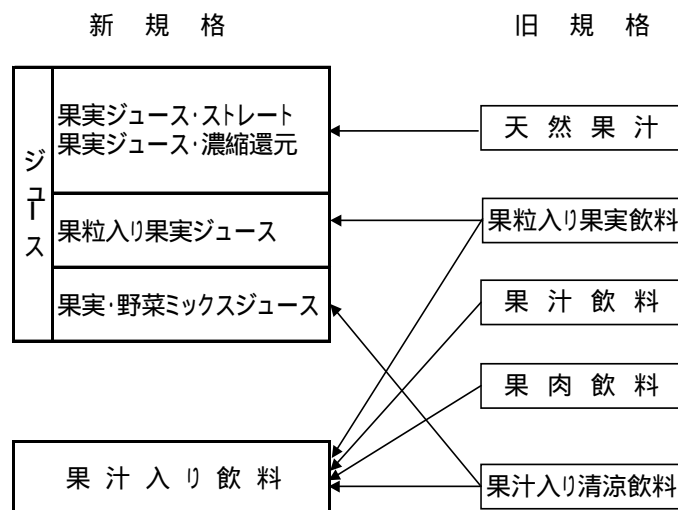 新規格
旧規格
ジュース
果実ジュース・ストレート
果実ジュース・濃縮還元
果粒入り果実ジュース
果実・野菜ミックスジュース
果汁入り飲料
天然果汁
果粒入り果実飲料
果汁飲料
果肉飲料
果汁入り清涼飲料